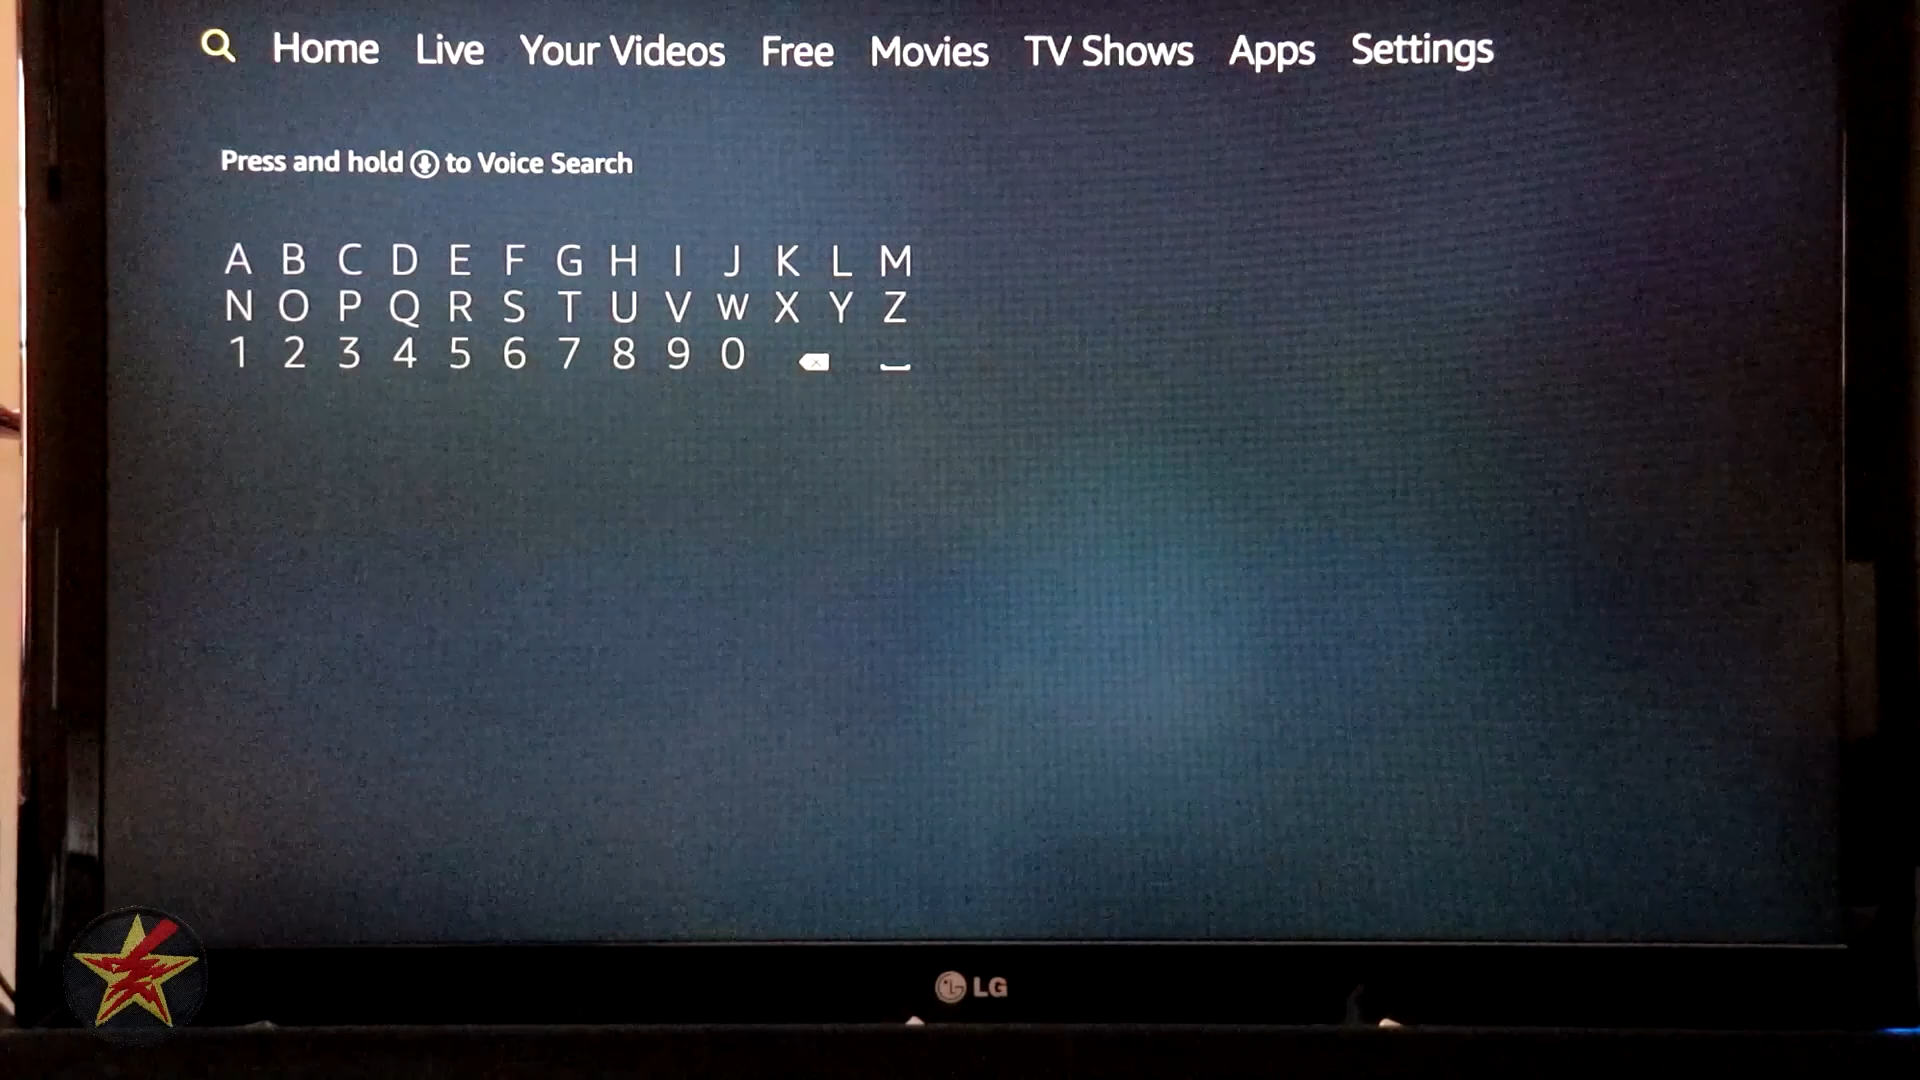 Home Live Your Videos Free Movies TV Shows Apps Settings
Press and hold to Voice Search
A B C D E F G H I J K L M
N O P Q R S T U V W X Y Z
1 2 3 4 5 6 7 8 9 0
LG